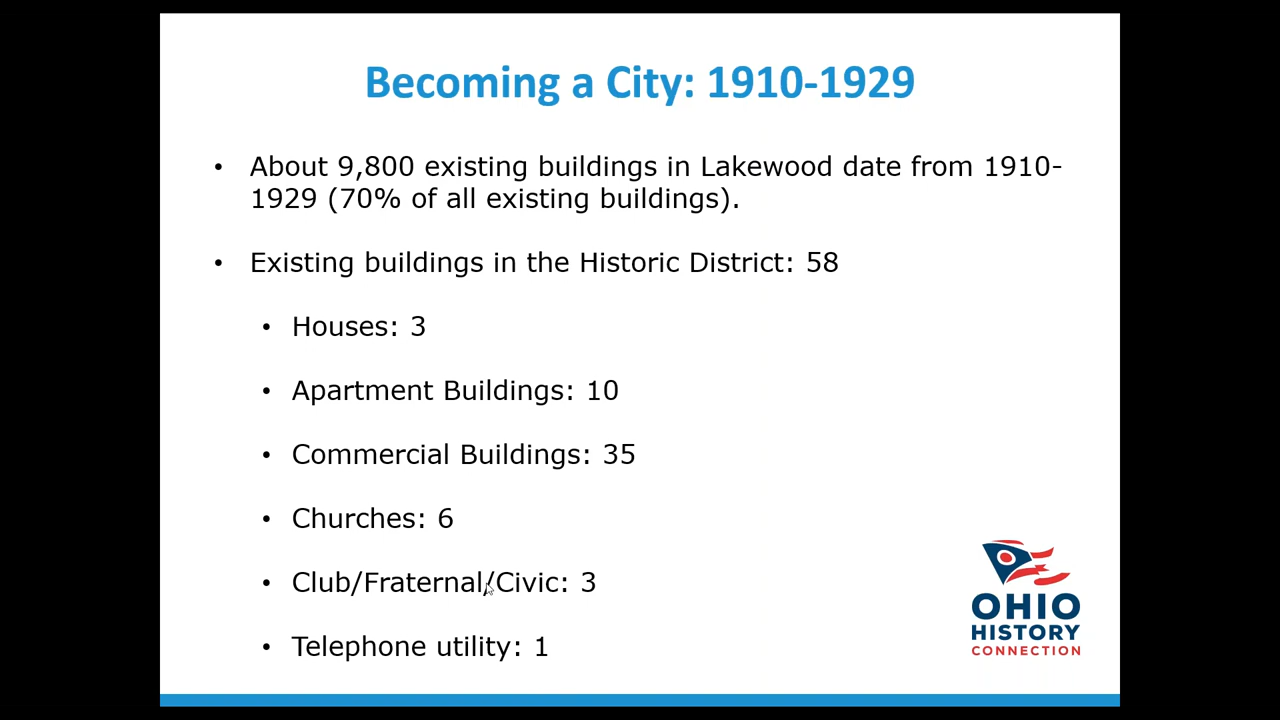 Becoming a City: 1910-1929
• About 9,800 existing buildings in Lakewood date from 1910-
1929 (70% of all existing buildings).
• Existing buildings in the Historic District: 58
• Houses: 3
• Apartment Buildings: 10
• Commercial Buildings: 35
• Churches: 6
• Club/Fraternal/Civic: 3
• Telephone utility: 1
OHIO
HISTORY
CONNECTION